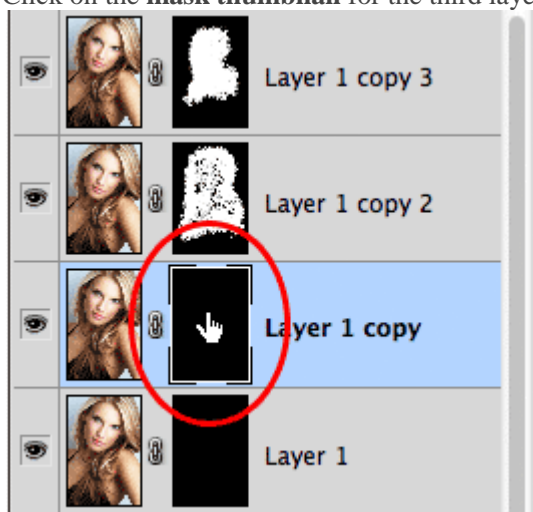 Click on the mask thumbnail for the third laye
Layer 1 copy 3
Layer 1 copy 2
Layer 1 copy
Layer 1